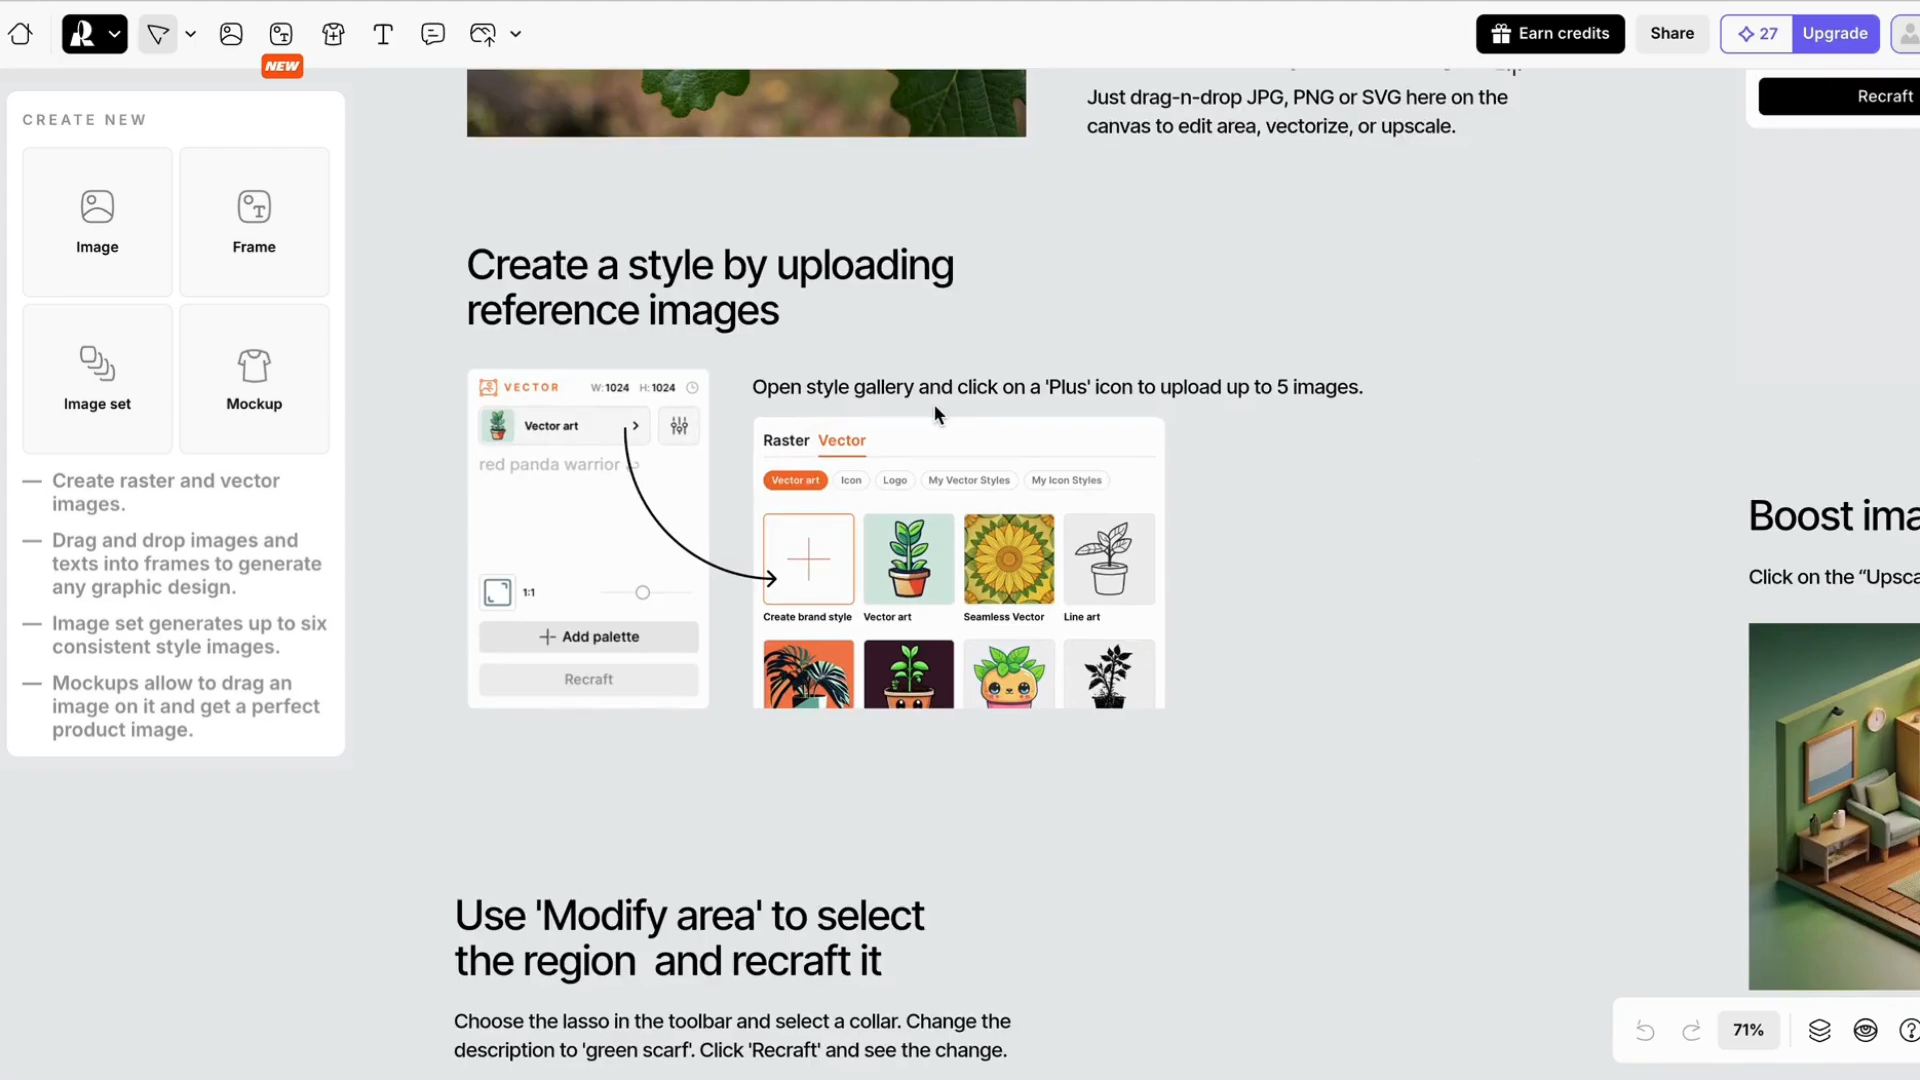 NEW
Earn credits
Share
27
Upgrade
CREATE NEW
Image
Frame
Image set
Mockup
— Create raster and vector
images.
— Drag and drop images and
texts into frames to generate
any graphic design.
— Image set generates up to six
consistent style images.
— Mockups allow to drag an
image on it and get a perfect
product image.
Just drag-n-drop JPG, PNG or SVG here on the
canvas to edit area, vectorize, or upscale.
Recraft
Create a style by uploading
reference images
VECTOR W: 1024 H: 1024
Vector art
red panda warrior
1:1
Add palette
Recraft
Open style gallery and click on a 'Plus' icon to upload up to 5 images.
Raster Vector
Vector art Icon Logo My Vector Styles My Icon Styles
Create brand style Vector art Seamless Vector Line art
Boost ima
Click on the “Upsca
Use 'Modify area' to select
the region and recraft it
Choose the lasso in the toolbar and select a collar. Change the
description to 'green scarf'. Click 'Recraft' and see the change.
71%